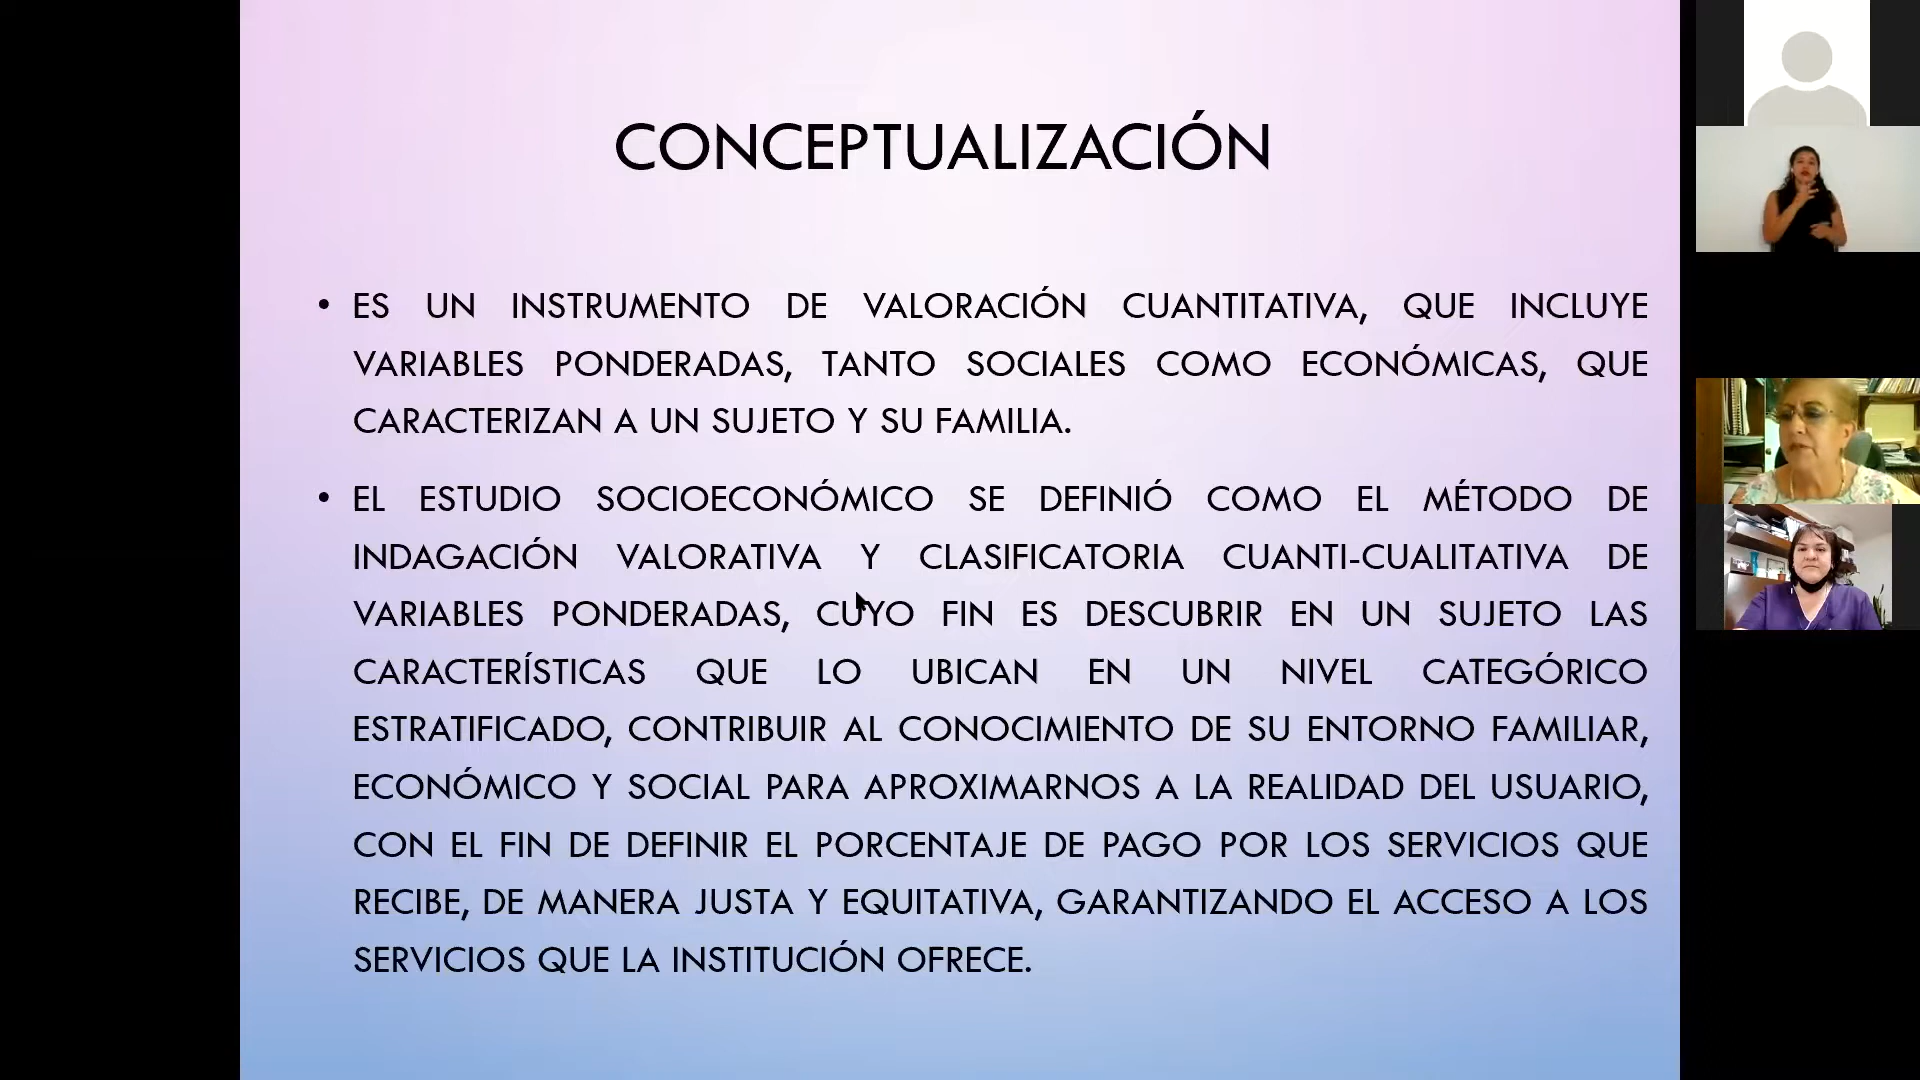 CONCEPTUALIZACIÓN
• ES UN INSTRUMENTO DE VALORACIÓN CUANTITATIVA, QUE INCLUYE
VARIABLES PONDERADAS, TANTO SOCIALES COMO ECONÓMICAS, QUE
CARACTERIZAN A UN SUJETO Y SU FAMILIA.
• EL ESTUDIO SOCIOECONÓMICO SE DEFINIÓ COMO EL MÉTODO DE
INDAGACIÓN VALORATIVA Y CLASIFICATORIA CUANTI-CUALITATIVA DE
VARIABLES PONDERADAS, CUYO FIN ES DESCUBRIR EN UN SUJETO LAS
CARACTERÍSTICAS QUE LO UBICAN EN UN NIVEL CATEGÓRICO
ESTRATIFICADO, CONTRIBUIR AL CONOCIMIENTO DE SU ENTORNO FAMILIAR,
ECONÓMICO Y SOCIAL PARA APROXIMARNOS A LA REALIDAD DEL USUARIO,
CON EL FIN DE DEFINIR EL PORCENTAJE DE PAGO POR LOS SERVICIOS QUE
RECIBE, DE MANERA JUSTA Y EQUITATIVA, GARANTIZANDO EL ACCESO A LOS
SERVICIOS QUE LA INSTITUCIÓN OFRECE.